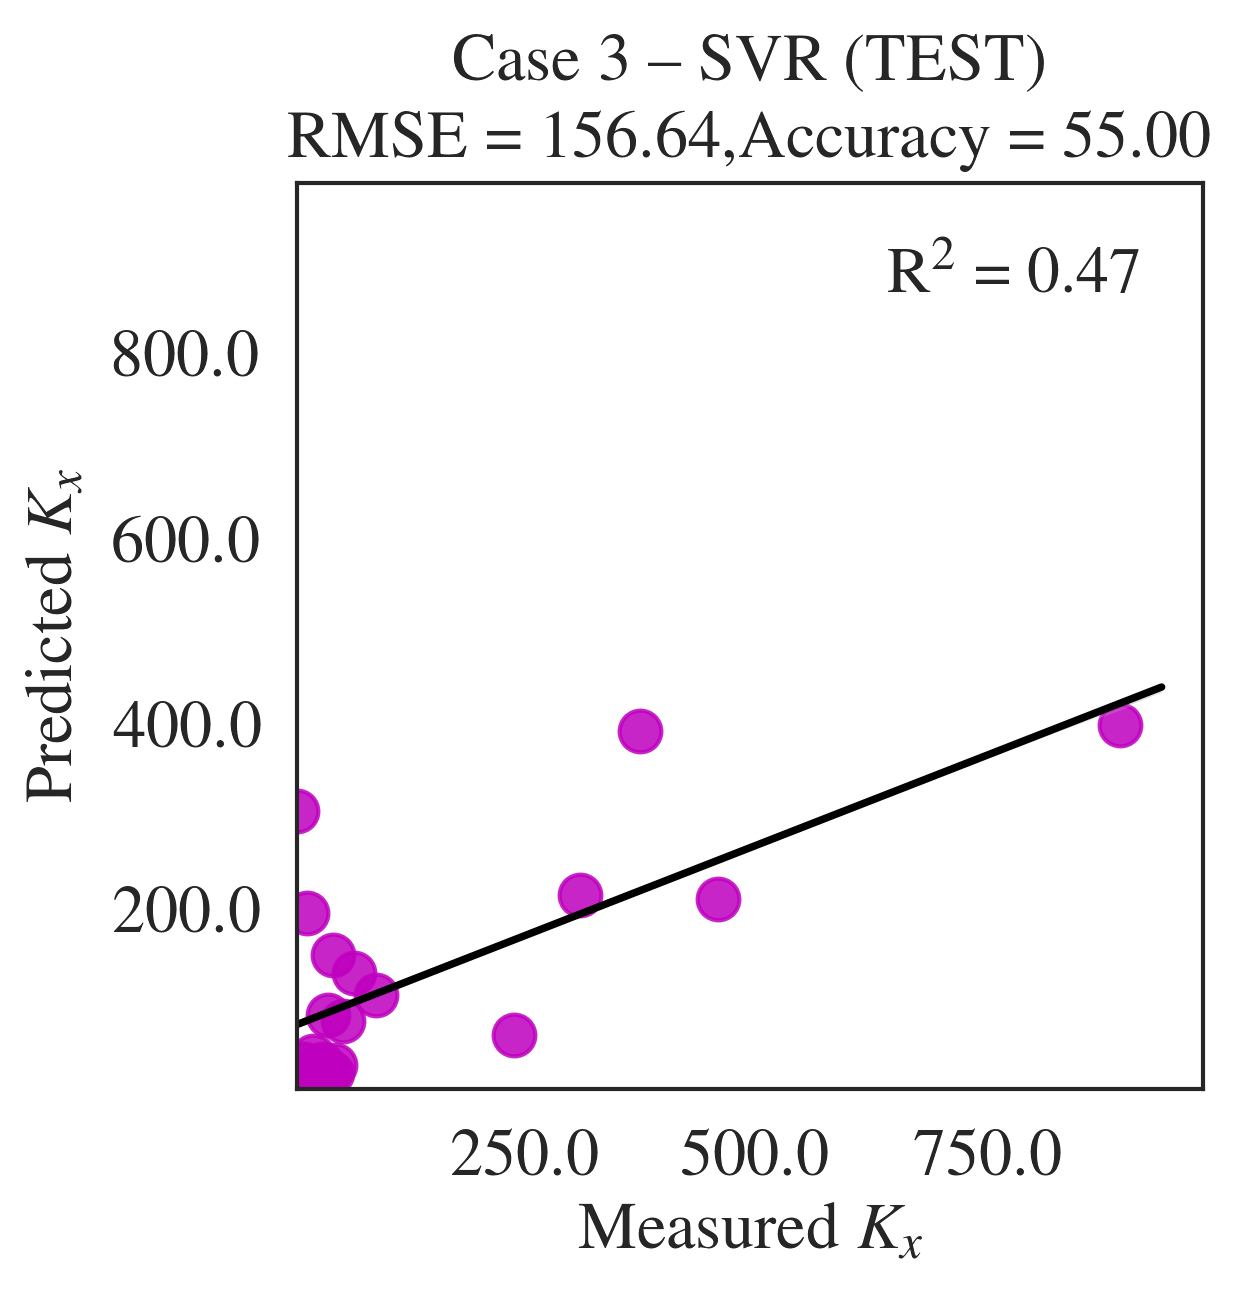 Case 3 – SVR (TEST)
RMSE = 156.64,Accuracy = 55.00
R² = 0.47
800.0
600.0
400.0
200.0
Predicted Kₓ
250.0 500.0 750.0
Measured Kₓ